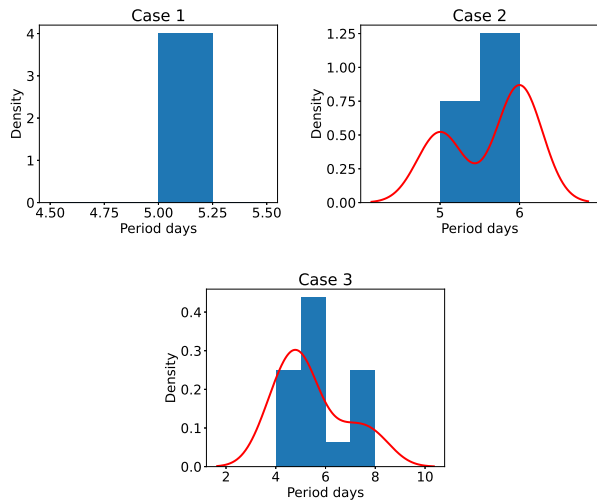 Case 1
4
3
2
1
0
Density
4.50 4.75 5.00 5.25 5.50
Period days
Case 2
1.25
1.00
0.75
0.50
0.25
0.00
Density
5 6
Period days
Case 3
0.4
0.3
0.2
0.1
0.0
Density
2 4 6 8 10
Period days